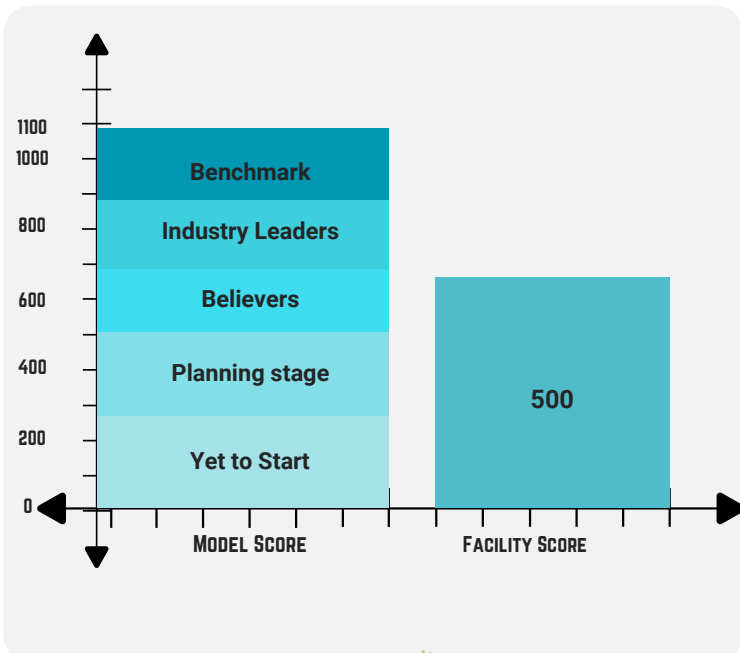 1100
1000
800
600
400
200
0
Benchmark
Industry Leaders
Believers
Planning stage
Yet to Start
500
MODEL SCORE
FACILITY SCORE